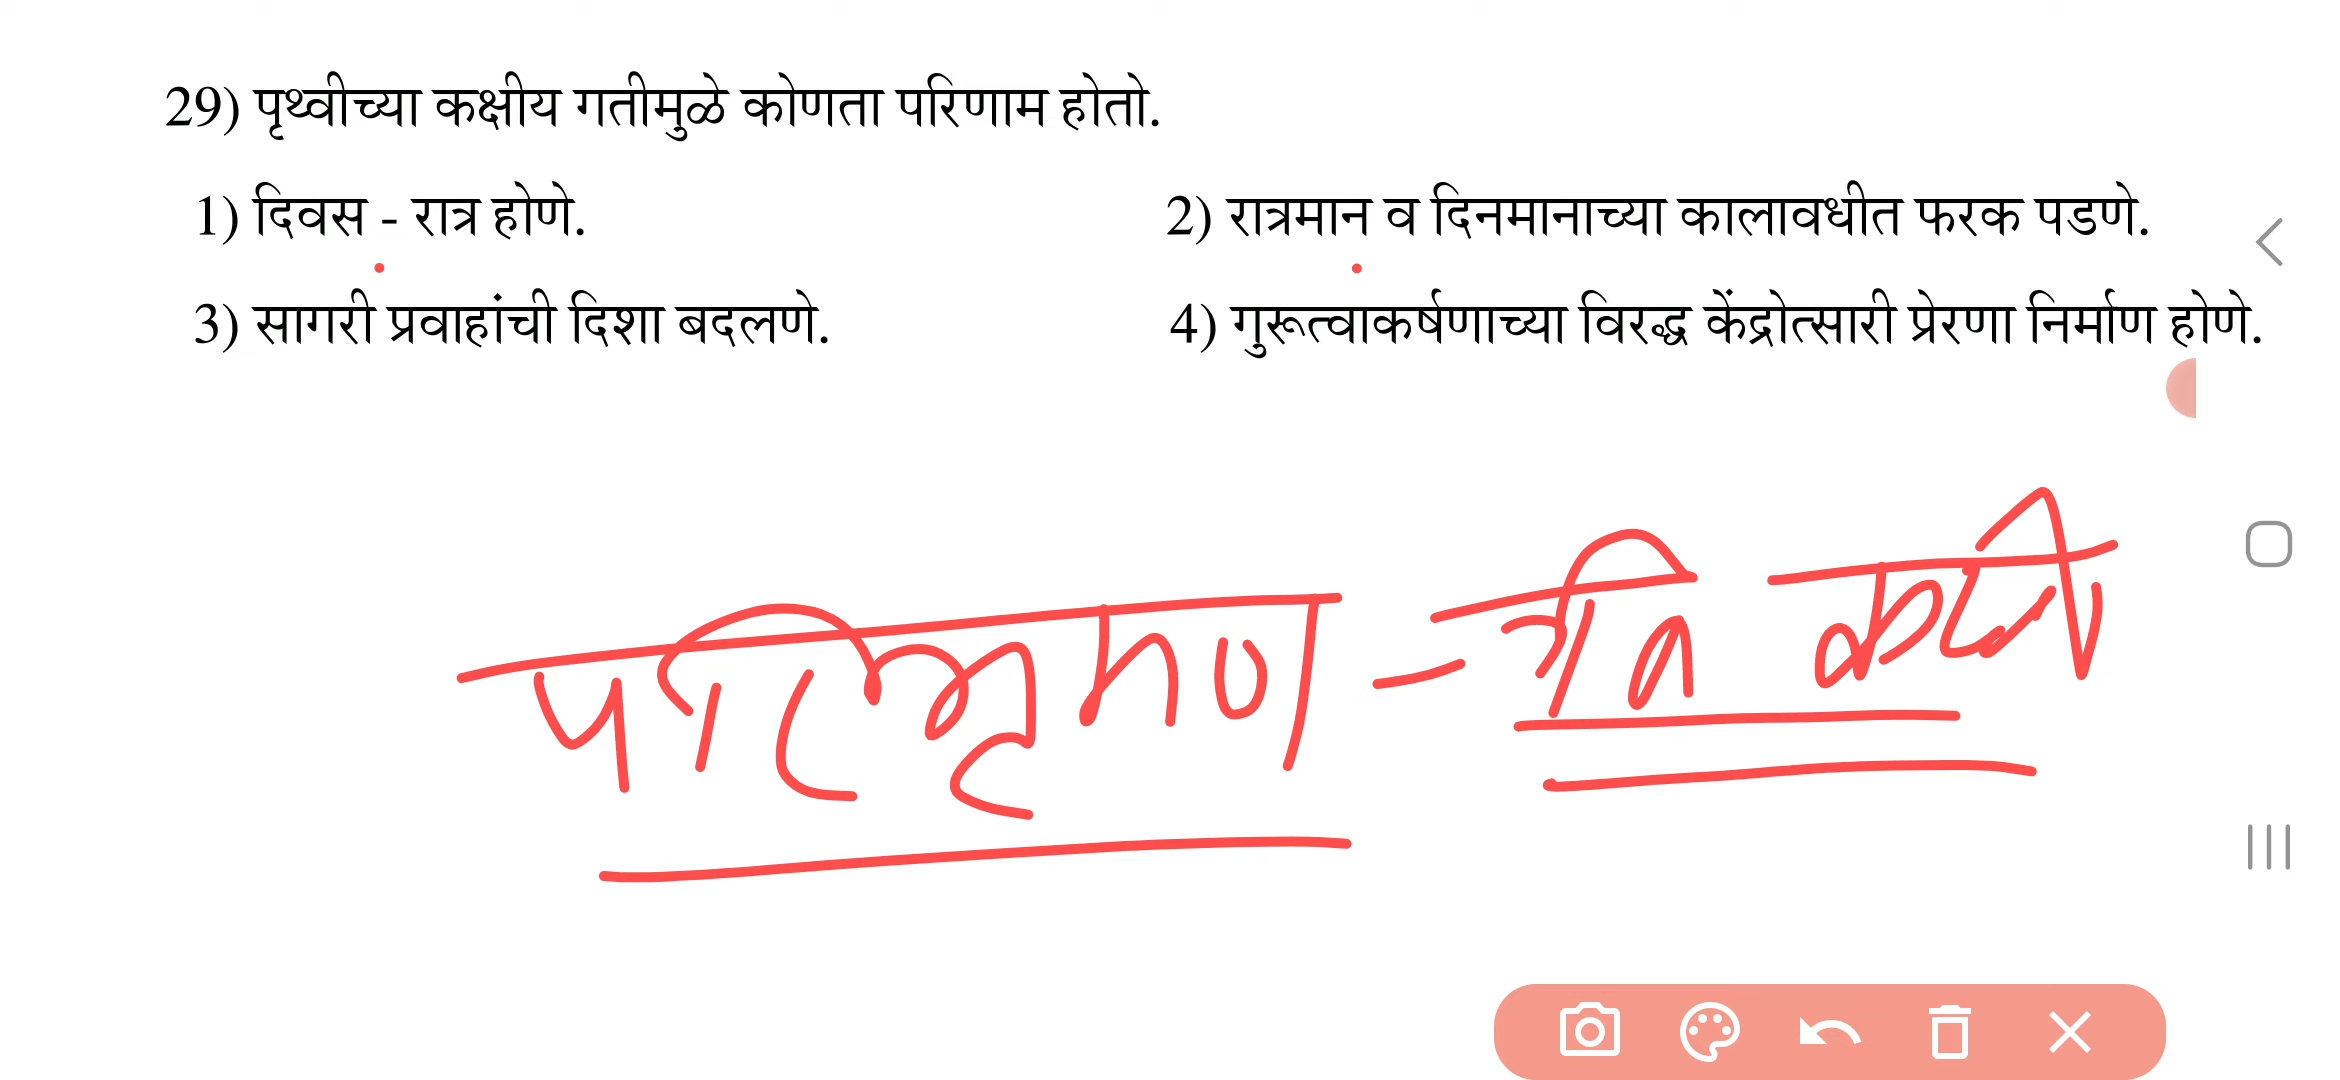 29) पृथ्वीच्या कक्षीय गतीमुळे कोणता परिणाम होतो.
1) दिवस - रात्र होणे. 2) रात्रमान व दिनमानाच्या कालावधीत फरक पडणे.
3) सागरी प्रवाहांची दिशा बदलणे. 4) गुरूत्वाकर्षणाच्या विरद्ध केंद्रोत्सारी प्रेरणा निर्माण होणे.
परिभ्रमण -